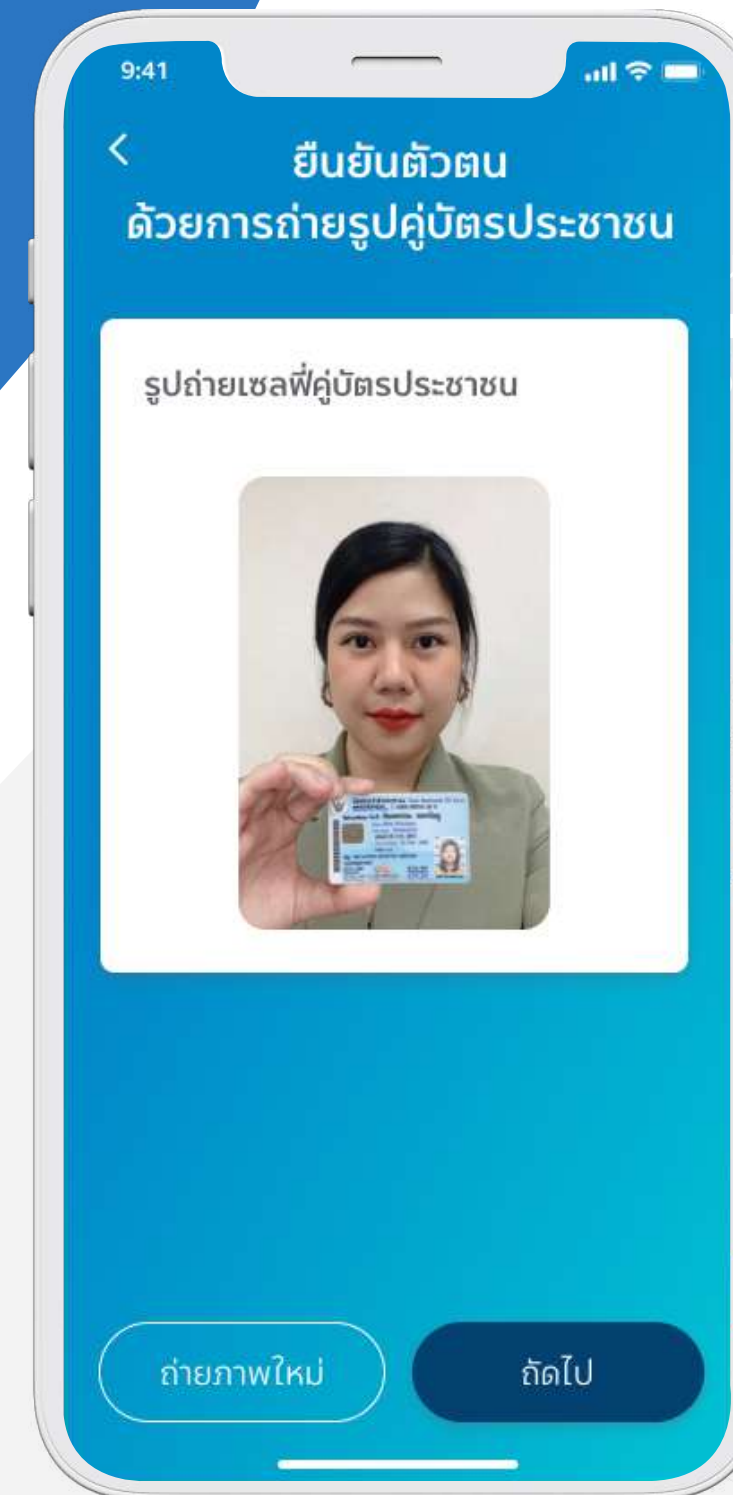 9:41
ยืนยันตัวตน
ด้วยการถ่ายรูปคู่บัตรประชาชน
รูปถ่ายเซลฟี่คู่บัตรประชาชน
ถ่ายภาพใหม่
ถัดไป